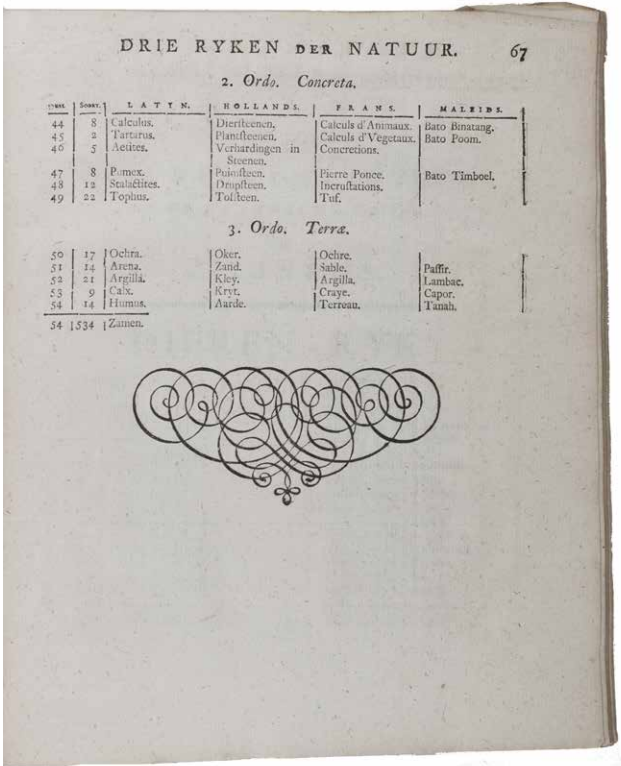 DRIE RYKEN DER NATUUR. 67
2. Ordo. Concreta.
Soort. LATYN. HOLLANDS. FRANS. MALEIDS.
44 8 Calculus. Dierſteenen. Calculs d'Animaux. Bato Binatang.
45 2 Tartarus. Plantſteenen. Calculs d'Vegetaux. Bato Poom.
46 5 Aetites. Verhardingen in Concretions.
Steenen.
47 8 Pumex. Puimſteen. Pierre Ponce. Bato Timboel.
48 12 Stalactites. Drupſteen. Incruſtations.
49 22 Tophus. Tofſteen. Tuf.
3. Ordo. Terræ.
50 17 Ochra. Oker. Ochre.
51 14 Arena. Zand. Sable. Paſſir.
52 21 Argilla. Kley. Argilla. Lambac.
53 9 Calx. Kryt. Craye. Capor.
54 14 Humus. Aarde. Terreau. Tanah.
54 534 Zamen.